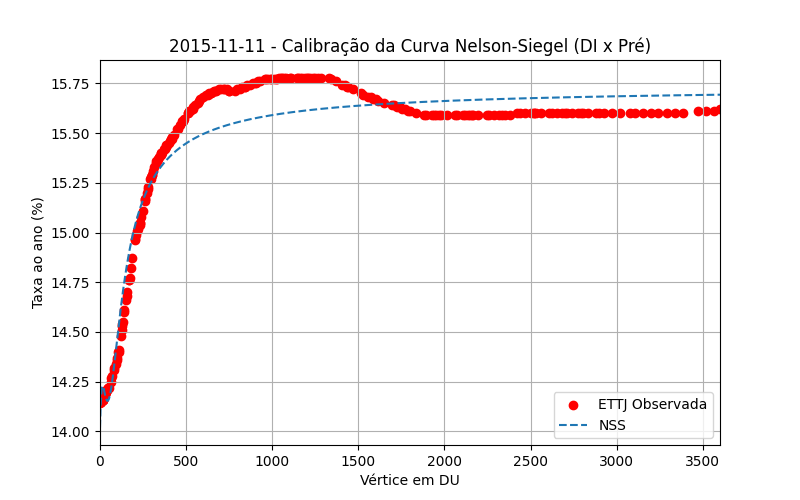 2015-11-11 - Calibração da Curva Nelson-Siegel (DI x Pré)
Taxa ao ano (%)
15.75
15.50
15.25
15.00
14.75
14.50
14.25
14.00
ETTJ Observada
NSS
0 500 1000 1500 2000 2500 3000 3500
Vértice em DU